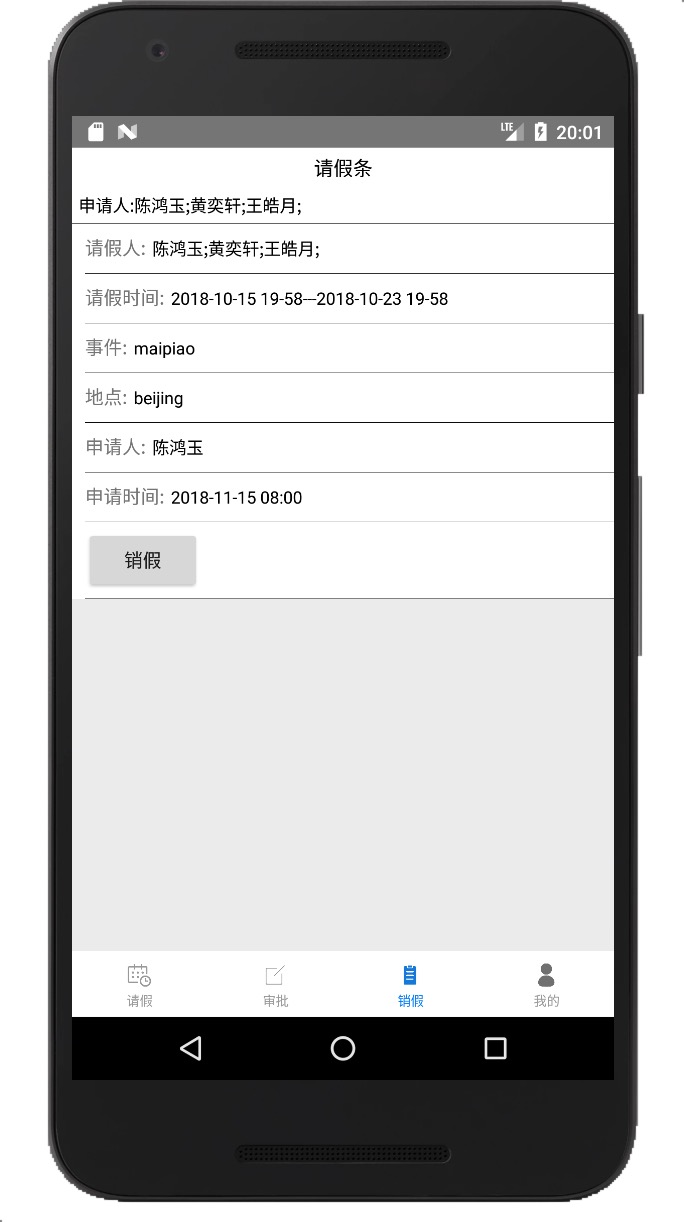 LTE 20:01
请假条
申请人:陈鸿玉;黄奕轩;王皓月;
请假人: 陈鸿玉;黄奕轩;王皓月;
请假时间: 2018-10-15 19-58---2018-10-23 19-58
事件: maipiao
地点: beijing
申请人: 陈鸿玉
申请时间: 2018-11-15 08:00
销假
请假 审批 销假 我的